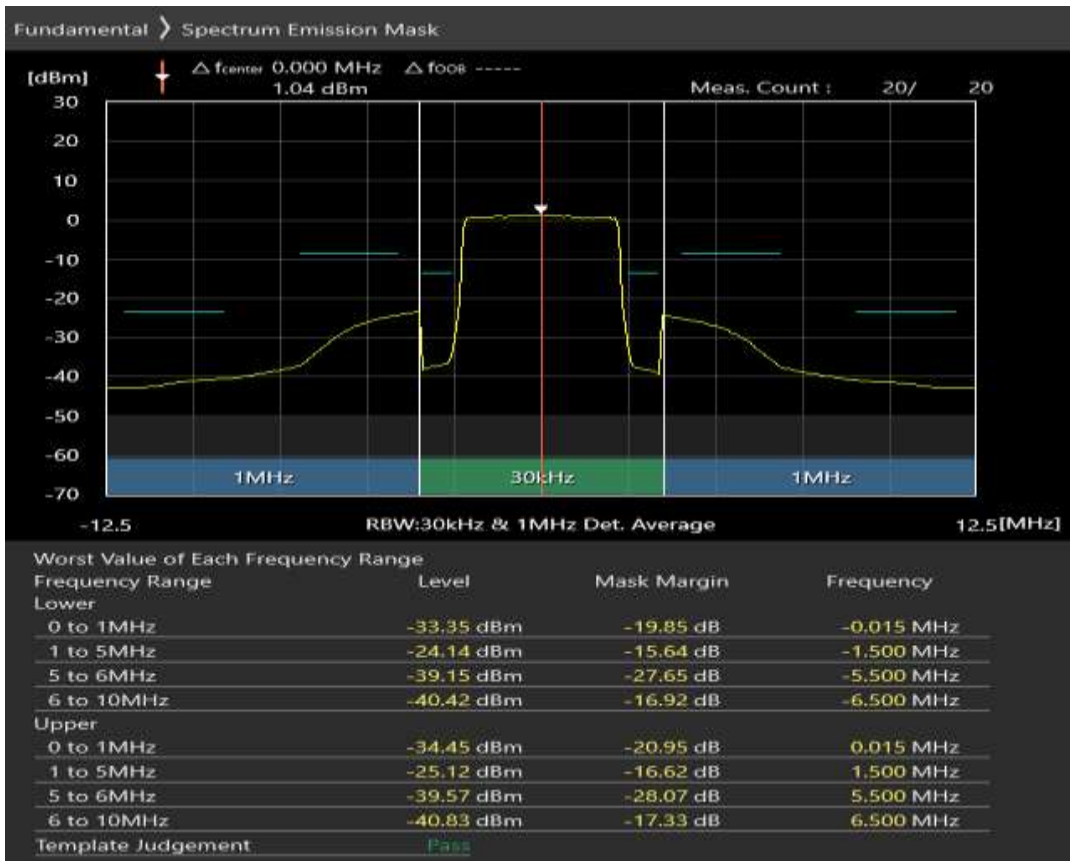 Fundamental ❯ Spectrum Emission Mask
[dBm] Δ fcenter 0.000 MHz Δ fOOB -----
1.04 dBm Meas. Count : 20/ 20
30
20
10
0
-10
-20
-30
-40
-50
-60
1MHz 30kHz 1MHz
-70
-12.5 RBW:30kHz & 1MHz Det. Average 12.5[MHz]
Worst Value of Each Frequency Range
Frequency Range Level Mask Margin Frequency
Lower
0 to 1MHz -33.35 dBm -19.85 dB -0.015 MHz
1 to 5MHz -24.14 dBm -15.64 dB -1.500 MHz
5 to 6MHz -39.15 dBm -27.65 dB -5.500 MHz
6 to 10MHz -40.42 dBm -16.92 dB -6.500 MHz
Upper
0 to 1MHz -34.45 dBm -20.95 dB 0.015 MHz
1 to 5MHz -25.12 dBm -16.62 dB 1.500 MHz
5 to 6MHz -39.57 dBm -28.07 dB 5.500 MHz
6 to 10MHz -40.83 dBm -17.33 dB 6.500 MHz
Template Judgement Pass